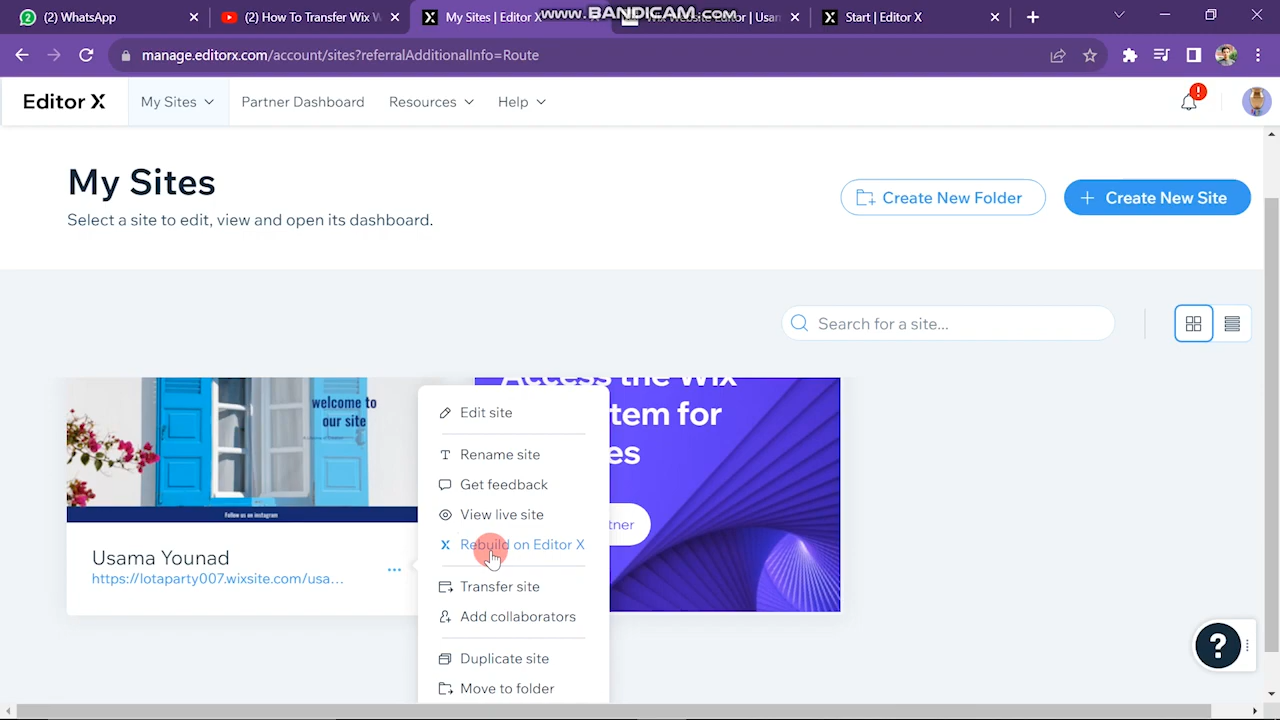 WhatsApp
(2) How To Transfer Wix
My Sites | Editor X
www.BANDICAM.com
Wix Website Editor | Usam
Start | Editor X
manage.editorx.com/account/sites?referralAdditionalInfo=Route
Editor X
My Sites
Partner Dashboard
Resources
Help
My Sites
Select a site to edit, view and open its dashboard.
Create New Folder
Create New Site
Search for a site...
welcome to
our site
Follow us on instagram
Usama Younad
https://lotaparty007.wixsite.com/usa...
Access the Wix
tem for
es
tner
Edit site
Rename site
Get feedback
View live site
Rebuild on Editor X
Transfer site
Add collaborators
Duplicate site
Move to folder
?